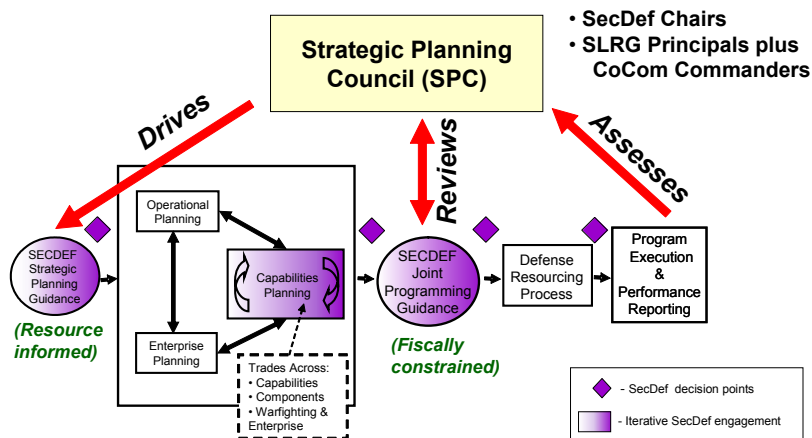 Strategic Planning
Council (SPC)
• SecDef Chairs
• SLRG Principals plus
CoCom Commanders
Drives
Reviews
Assesses
SECDEF
Strategic
Planning
Guidance
(Resource
informed)
Operational
Planning
Capabilities
Planning
Enterprise
Planning
Trades Across:
• Capabilities
• Components
• Warfighting &
Enterprise
SECDEF
Joint
Programming
Guidance
(Fiscally
constrained)
Defense
Resourcing
Process
Program
Execution
&
Performance
Reporting
- SecDef decision points
- Iterative SecDef engagement